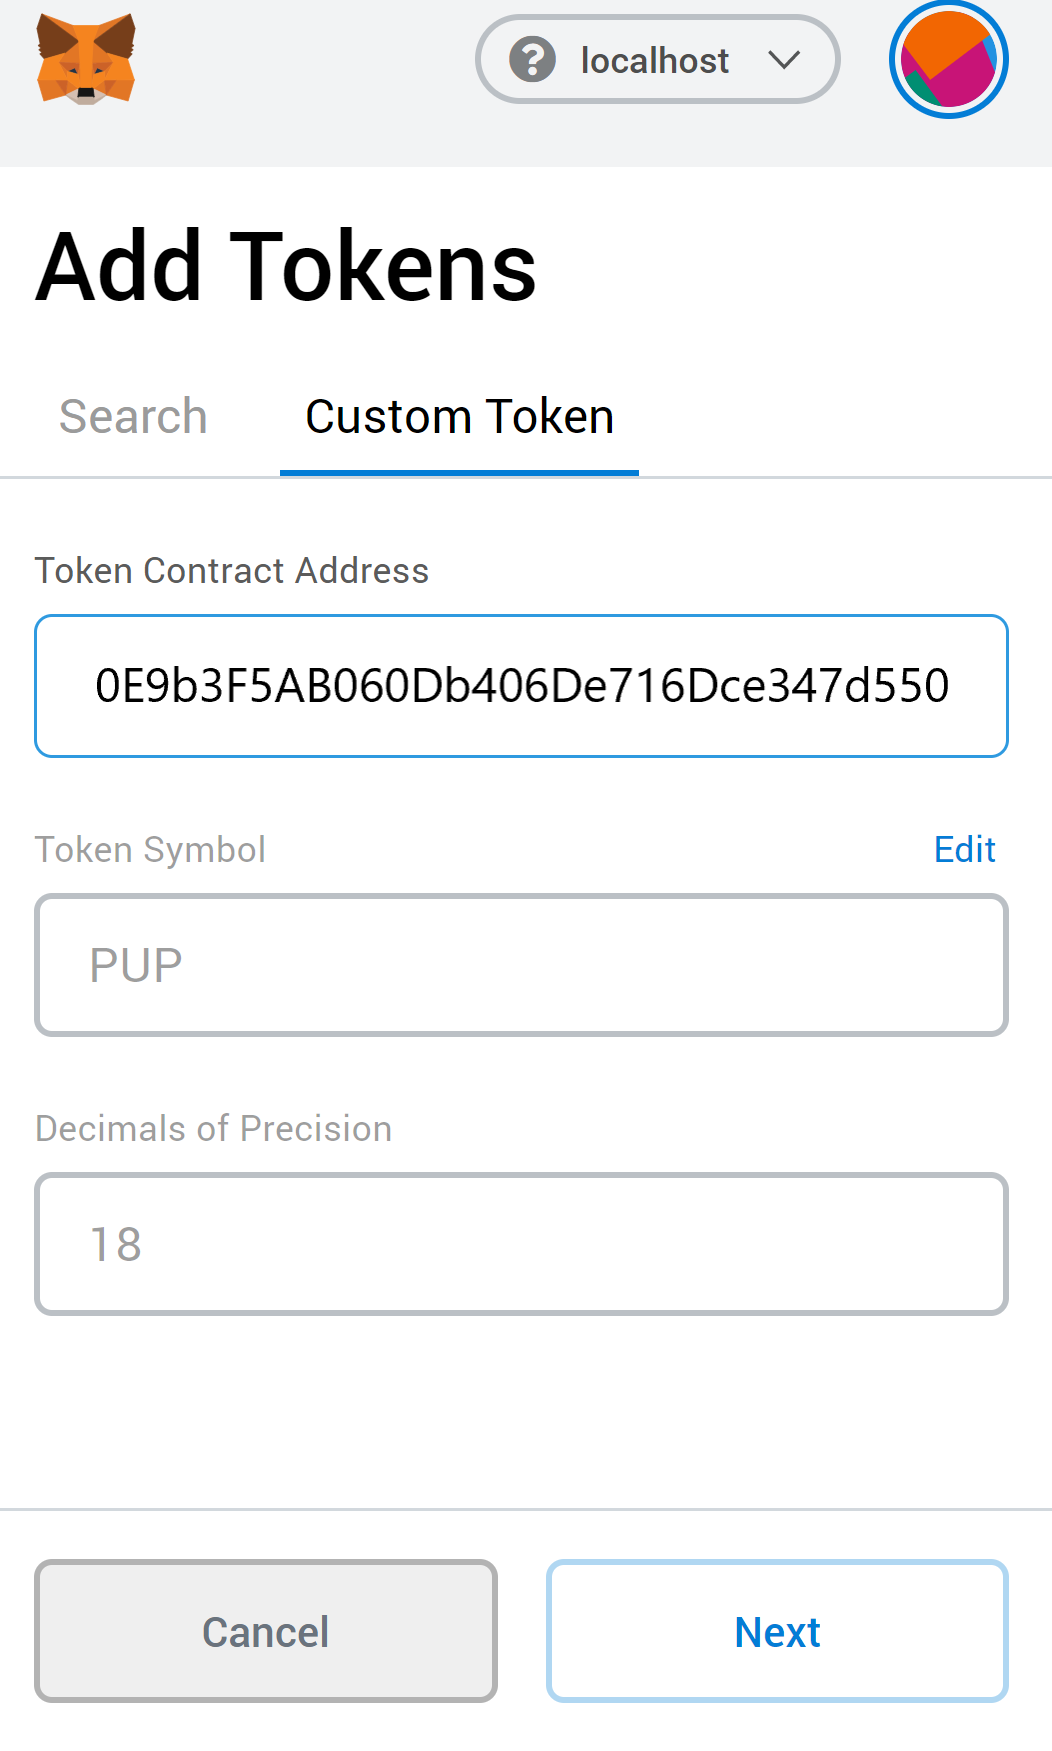 localhost
Add Tokens
Search Custom Token
Token Contract Address
0E9b3F5AB060Db406De716Dce347d550
Token Symbol Edit
PUP
Decimals of Precision
18
Cancel Next